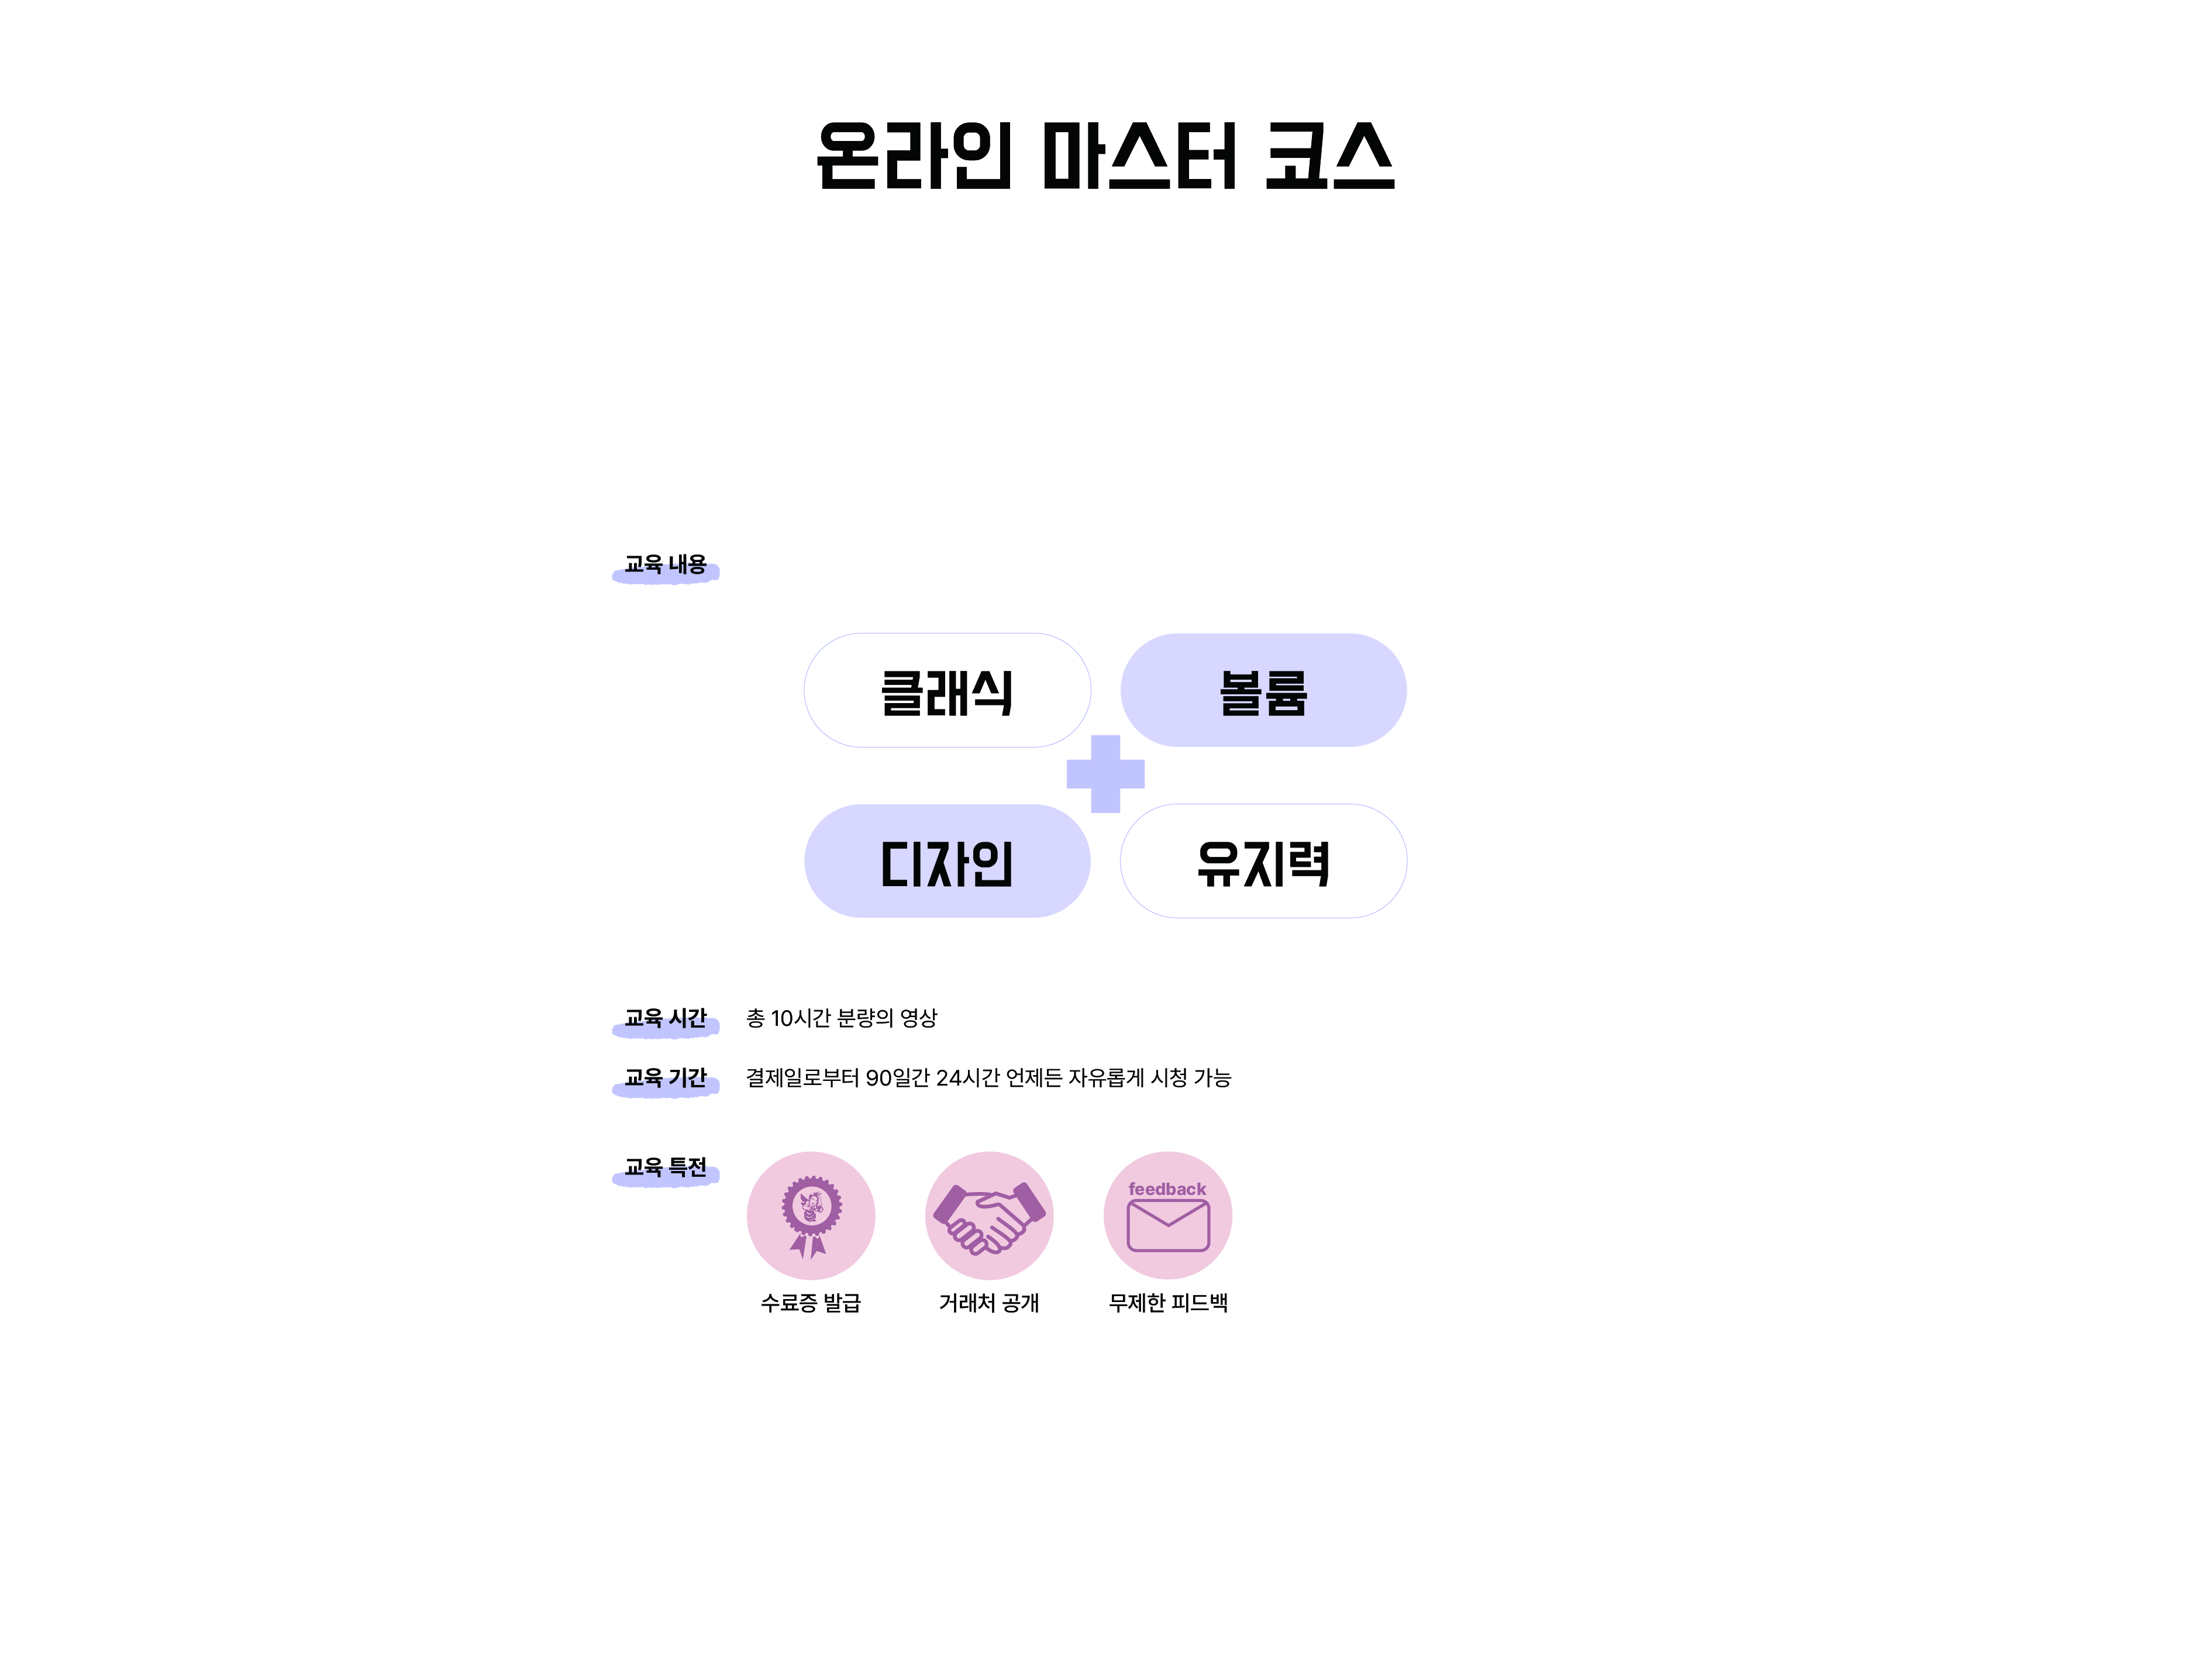 온라인 마스터 코스
교육 내용
클래식
볼륨
디자인
유지력
교육 시간
총 10시간 분량의 영상
교육 기간
결제일로부터 90일간 24시간 언제든 자유롭게 시청 가능
교육 특전
feedback
수료증 발급
거래처 공개
무제한 피드백